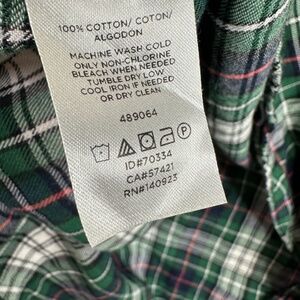 100% COTTON/ COTON/
ALGODON
MACHINE WASH COLD
ONLY NON-CHLORINE
BLEACH WHEN NEEDED
TUMBLE DRY LOW
COOL IRON IF NEEDED
OR DRY CLEAN
489064
P
ID#70334
CA#57421
RN#140923